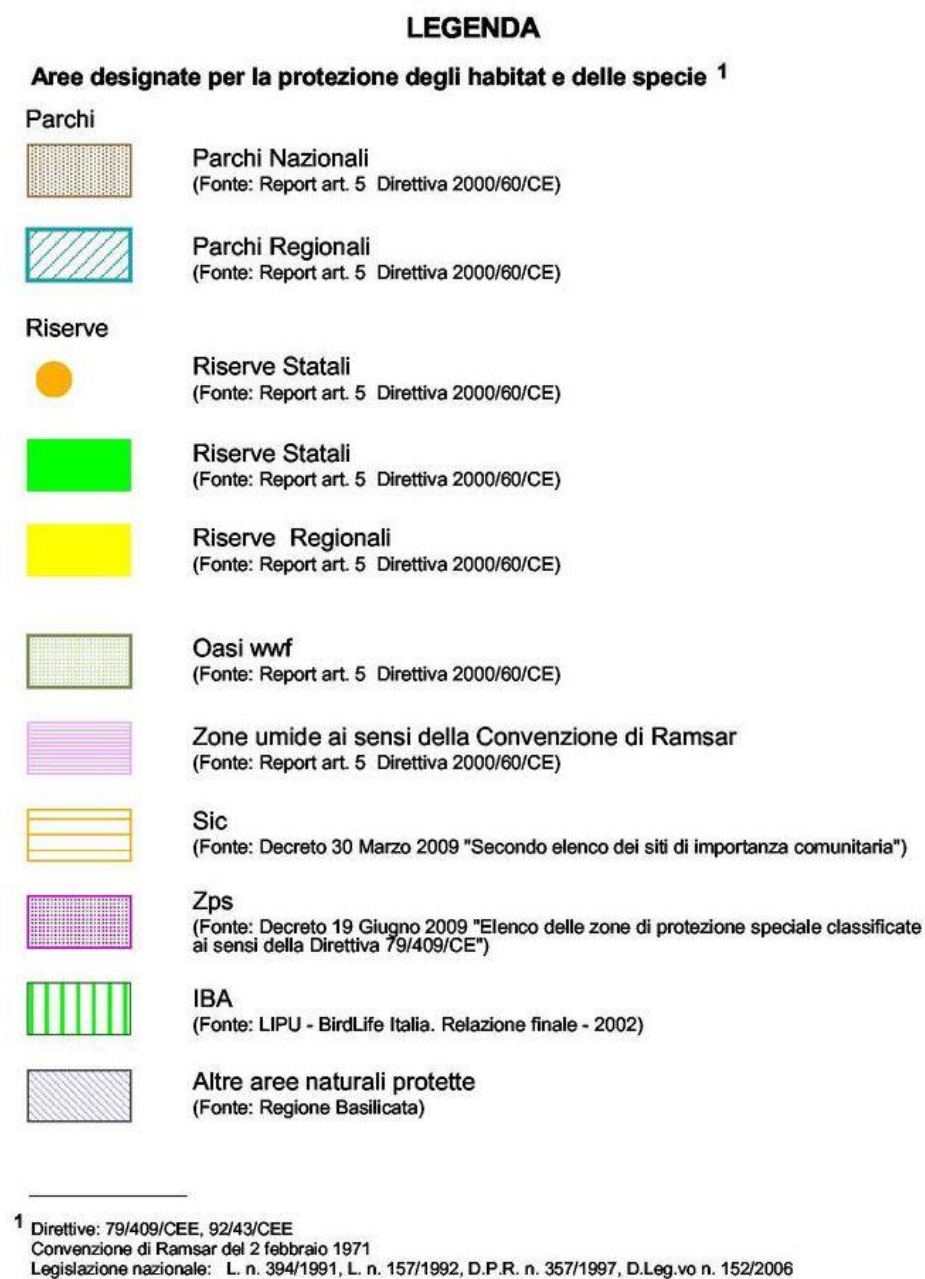 LEGENDA
Aree designate per la protezione degli habitat e delle specie 1
Parchi
Parchi Nazionali
(Fonte: Report art. 5 Direttiva 2000/60/CE)
Parchi Regionali
(Fonte: Report art. 5 Direttiva 2000/60/CE)
Riserve
Riserve Statali
(Fonte: Report art. 5 Direttiva 2000/60/CE)
Riserve Statali
(Fonte: Report art. 5 Direttiva 2000/60/CE)
Riserve Regionali
(Fonte: Report art. 5 Direttiva 2000/60/CE)
Oasi wwf
(Fonte: Report art. 5 Direttiva 2000/60/CE)
Zone umide ai sensi della Convenzione di Ramsar
(Fonte: Report art. 5 Direttiva 2000/60/CE)
Sic
(Fonte: Decreto 30 Marzo 2009 "Secondo elenco dei siti di importanza comunitaria")
Zps
(Fonte: Decreto 19 Giugno 2009 "Elenco delle zone di protezione speciale classificate
ai sensi della Direttiva 79/409/CE")
IBA
(Fonte: LIPU - BirdLife Italia. Relazione finale - 2002)
Altre aree naturali protette
(Fonte: Regione Basilicata)
1 Direttive: 79/409/CEE, 92/43/CEE
Convenzione di Ramsar del 2 febbraio 1971
Legislazione nazionale: L. n. 394/1991, L. n. 157/1992, D.P.R. n. 357/1997, D.Leg.vo n. 152/2006